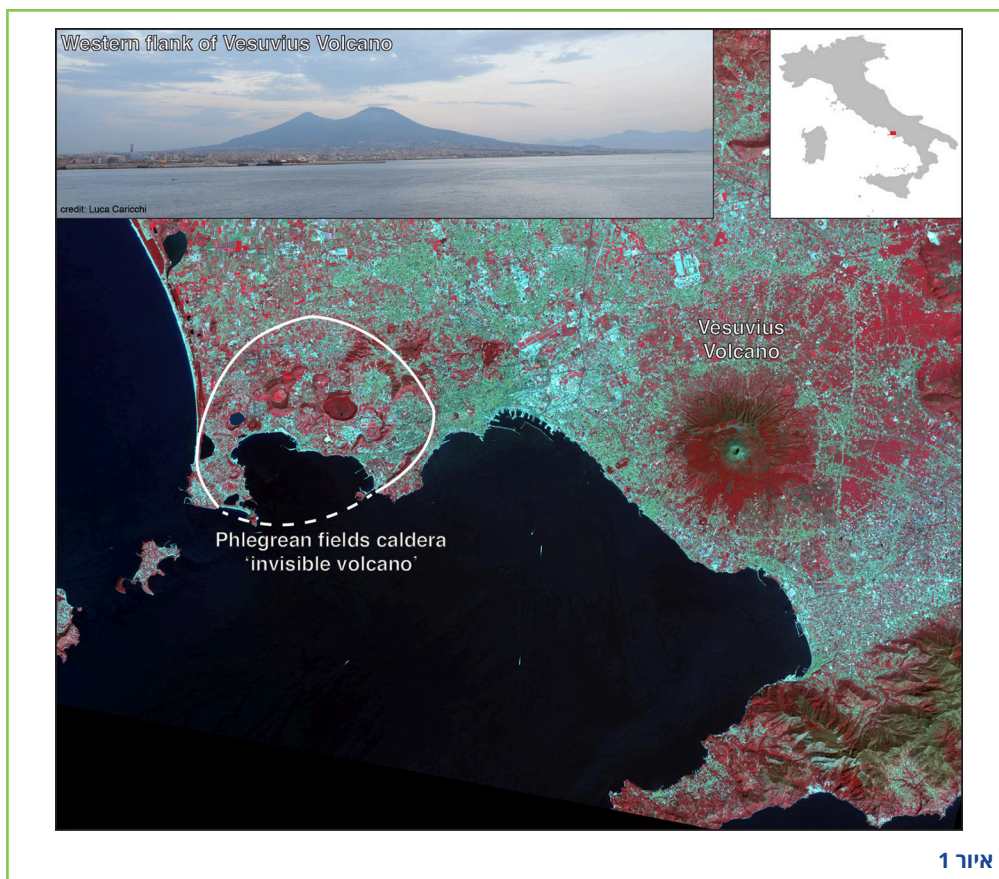 Western flank of Vesuvius Volcano
credit: Luca Caricchi
Vesuvius
Volcano
Phlegrean fields caldera
'invisible volcano'
איור 1